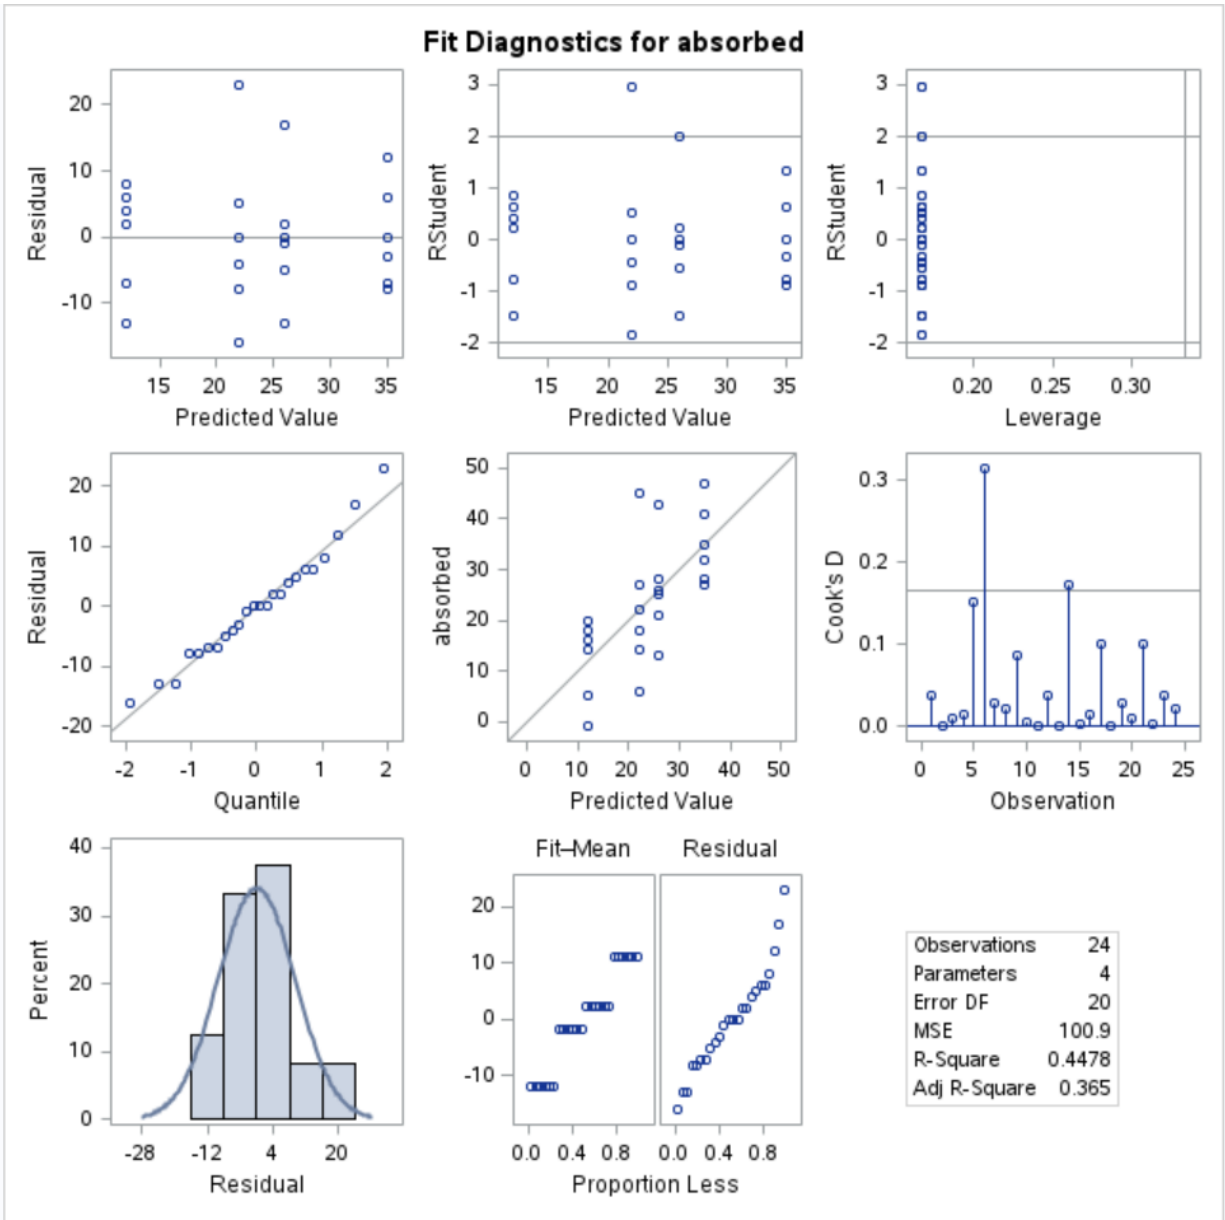 Fit Diagnostics for absorbed
Residual
20
10
0
-10
15 20 25 30 35
Predicted Value
RStudent
3
2
1
0
-1
-2
15 20 25 30 35
Predicted Value
RStudent
3
2
1
0
-1
-2
0.20 0.25 0.30
Leverage
Residual
20
10
0
-10
-20
-2 -1 0 1 2
Quantile
absorbed
50
40
30
20
10
0
0 10 20 30 40 50
Predicted Value
Cook's D
0.3
0.2
0.1
0.0
0 5 10 15 20 25
Observation
Percent
40
30
20
10
0
-28 -12 4 20
Residual
Fit–Mean Residual
20
10
0
-10
0.0 0.4 0.8 0.0 0.4 0.8
Proportion Less
Observations 24
Parameters 4
Error DF 20
MSE 100.9
R-Square 0.4478
Adj R-Square 0.365